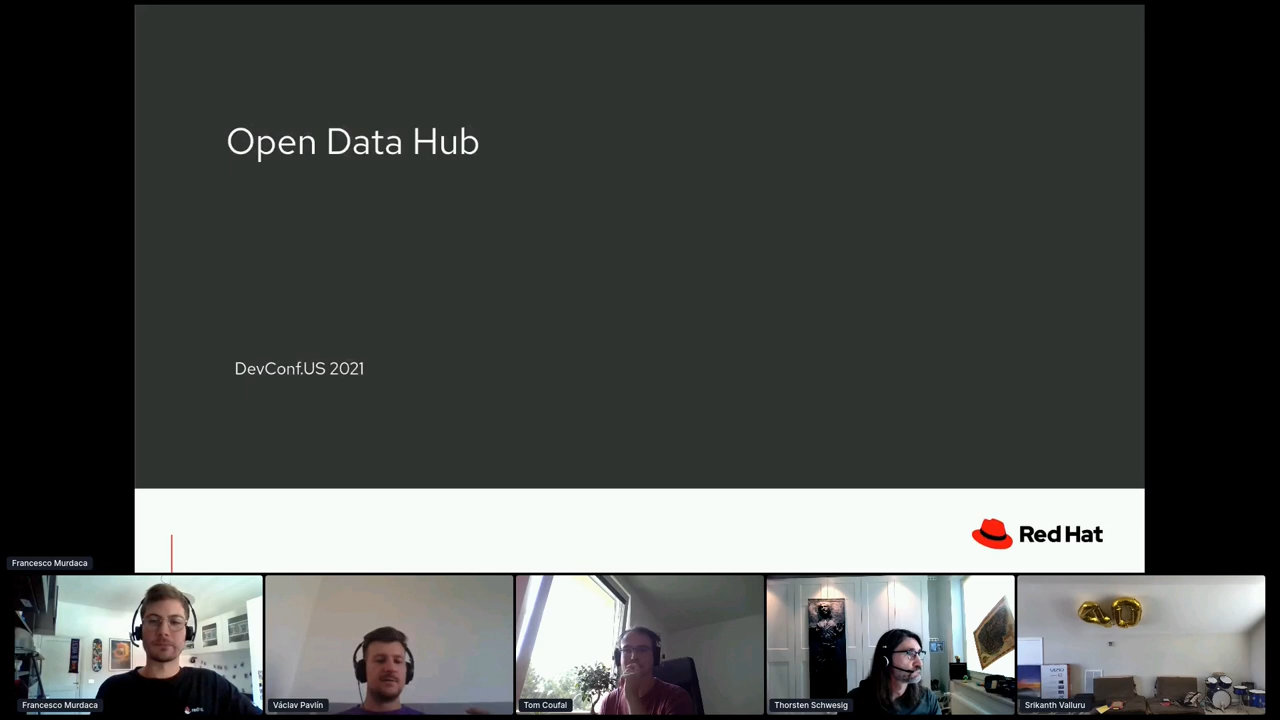 Open Data Hub
DevConf.US 2021
Red Hat
Francesco Murdaca
Francesco Murdaca
Václav Pavlín
Tom Coufal
Thorsten Schwesig
Srikanth Valluru